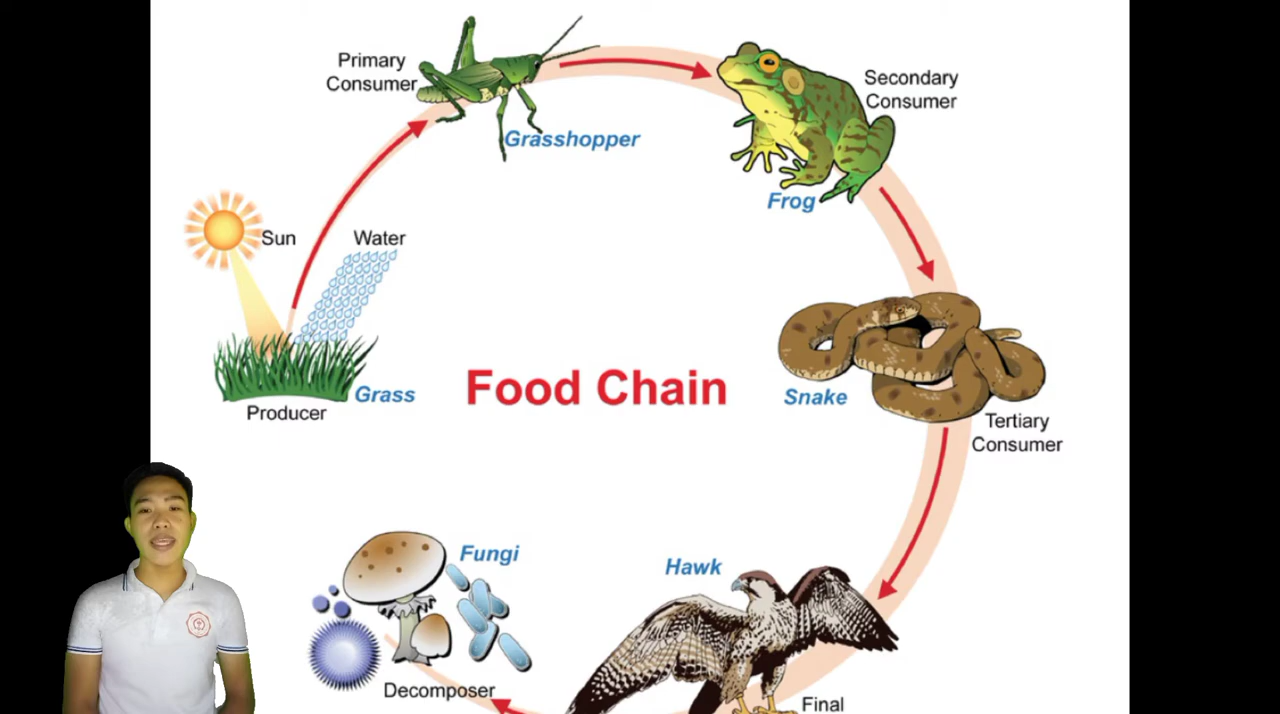 Primary
Consumer
Grasshopper
Secondary
Consumer
Frog
Sun
Water
Grass
Producer
Food Chain
Snake
Tertiary
Consumer
Fungi
Hawk
Decomposer
Final